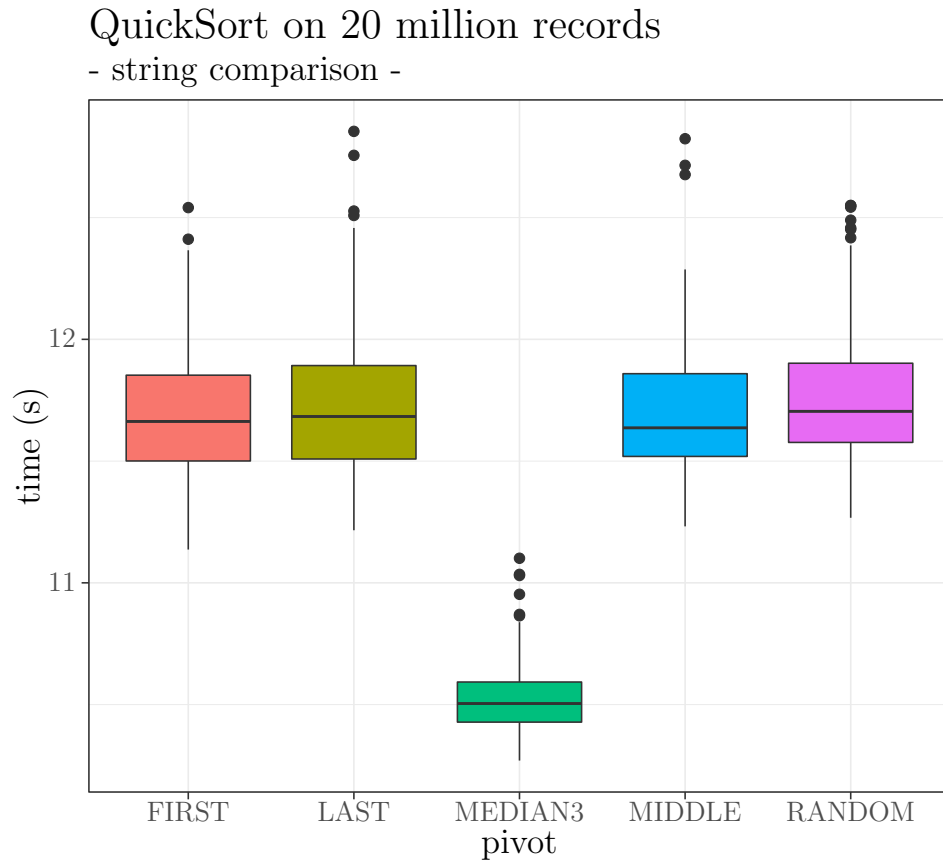 QuickSort on 20 million records
- string comparison -
time (s)
12
11
FIRST LAST MEDIAN3 MIDDLE RANDOM
pivot